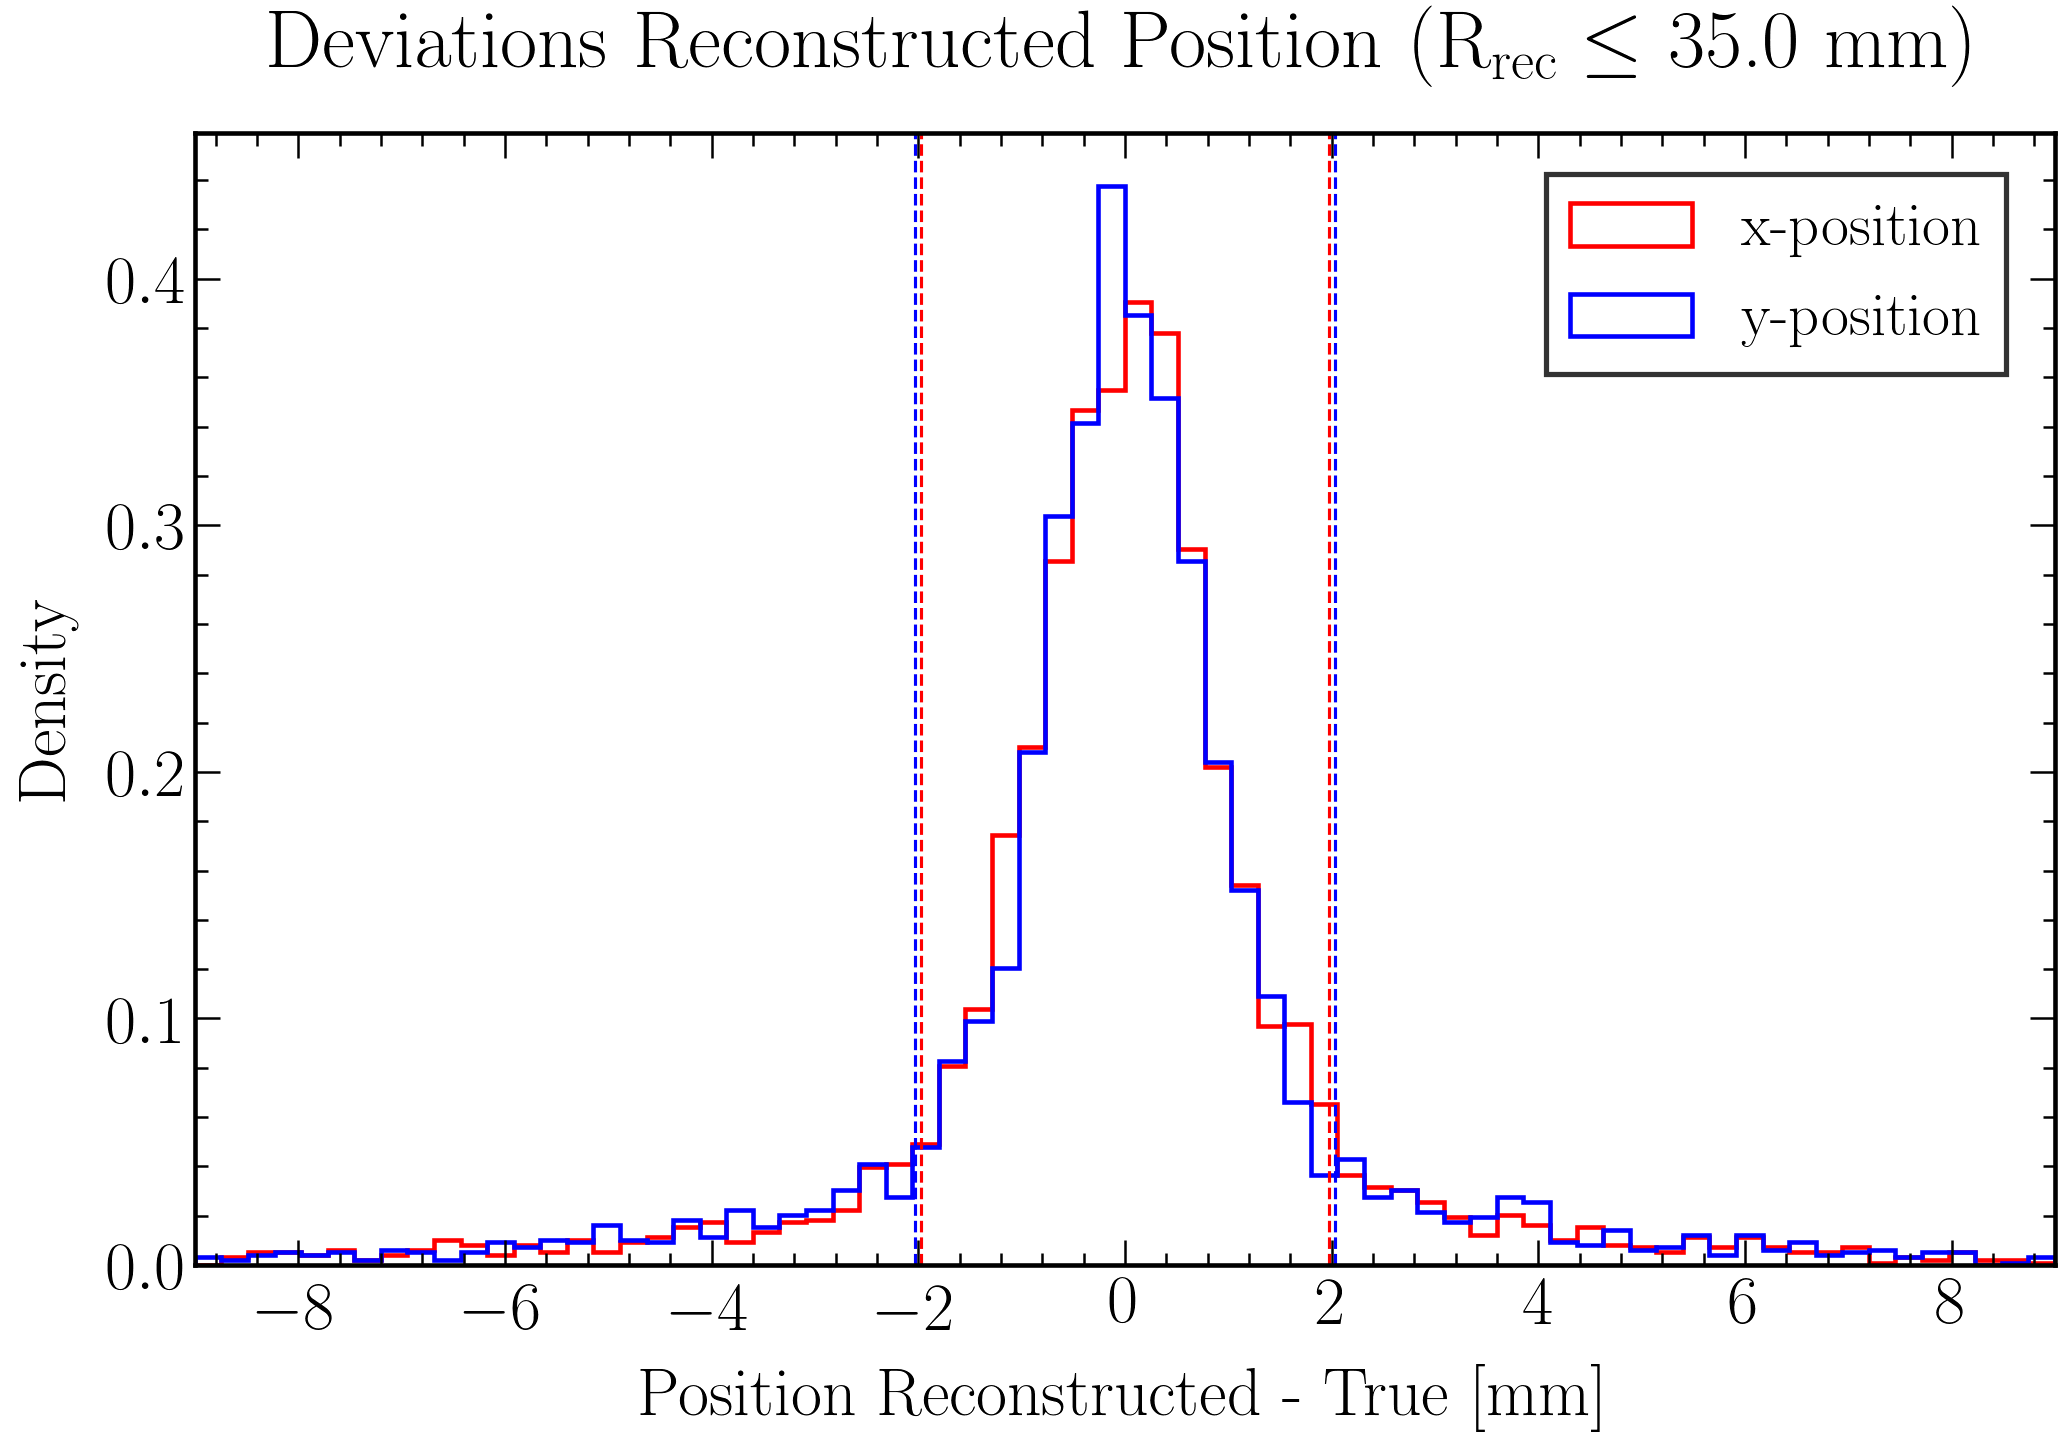 Deviations Reconstructed Position (R_rec ≤ 35.0 mm)
x-position
y-position
Density
0.4
0.3
0.2
0.1
0.0
−8 −6 −4 −2 0 2 4 6 8
Position Reconstructed - True [mm]